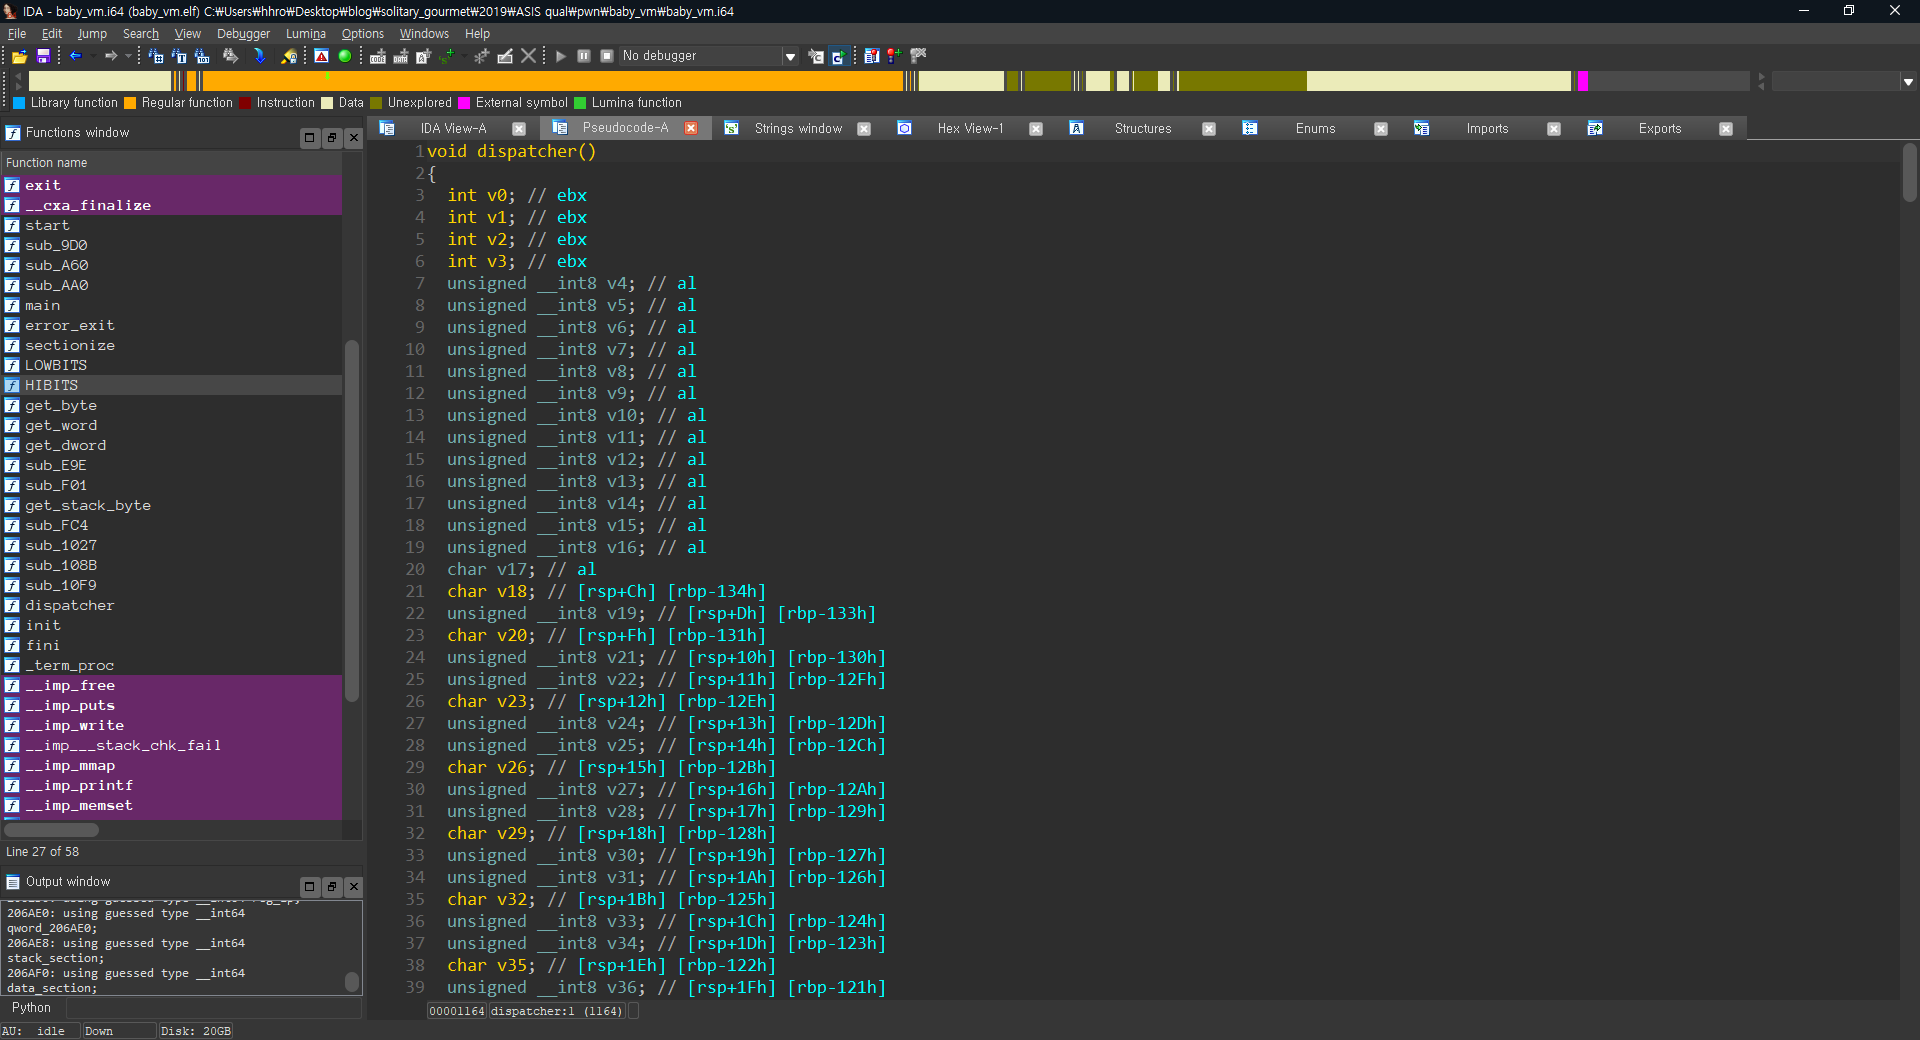 IDA - baby_vm.i64 (baby_vm.elf) C:₩Users₩hhro₩Desktop₩blog₩solitary_gourmet₩2019₩ASIS qual₩pwn₩baby_vm₩baby_vm.i64
File Edit Jump Search View Debugger Lumina Options Windows Help
No debugger
Library function Regular function Instruction Data Unexplored External symbol Lumina function
Functions window
Function name
exit
__cxa_finalize
start
sub_9D0
sub_A60
sub_AA0
main
error_exit
sectionize
LOWBITS
HIBITS
get_byte
get_word
get_dword
sub_E9E
sub_F01
get_stack_byte
sub_FC4
sub_1027
sub_108B
sub_10F9
dispatcher
init
fini
_term_proc
__imp_free
__imp_puts
__imp_write
__imp___stack_chk_fail
__imp_mmap
__imp_printf
__imp_memset
Line 27 of 58
Output window
206AE0: using guessed type __int64
qword_206AE0;
206AE8: using guessed type __int64
stack_section;
206AF0: using guessed type __int64
data_section;
Python
AU: idle Down Disk: 20GB
IDA View-A Pseudocode-A Strings window Hex View-1 Structures Enums Imports Exports
1 void dispatcher()
2 {
3 int v0; // ebx
4 int v1; // ebx
5 int v2; // ebx
6 int v3; // ebx
7 unsigned __int8 v4; // al
8 unsigned __int8 v5; // al
9 unsigned __int8 v6; // al
10 unsigned __int8 v7; // al
11 unsigned __int8 v8; // al
12 unsigned __int8 v9; // al
13 unsigned __int8 v10; // al
14 unsigned __int8 v11; // al
15 unsigned __int8 v12; // al
16 unsigned __int8 v13; // al
17 unsigned __int8 v14; // al
18 unsigned __int8 v15; // al
19 unsigned __int8 v16; // al
20 char v17; // al
21 char v18; // [rsp+Ch] [rbp-134h]
22 unsigned __int8 v19; // [rsp+Dh] [rbp-133h]
23 char v20; // [rsp+Fh] [rbp-131h]
24 unsigned __int8 v21; // [rsp+10h] [rbp-130h]
25 unsigned __int8 v22; // [rsp+11h] [rbp-12Fh]
26 char v23; // [rsp+12h] [rbp-12Eh]
27 unsigned __int8 v24; // [rsp+13h] [rbp-12Dh]
28 unsigned __int8 v25; // [rsp+14h] [rbp-12Ch]
29 char v26; // [rsp+15h] [rbp-12Bh]
30 unsigned __int8 v27; // [rsp+16h] [rbp-12Ah]
31 unsigned __int8 v28; // [rsp+17h] [rbp-129h]
32 char v29; // [rsp+18h] [rbp-128h]
33 unsigned __int8 v30; // [rsp+19h] [rbp-127h]
34 unsigned __int8 v31; // [rsp+1Ah] [rbp-126h]
35 char v32; // [rsp+1Bh] [rbp-125h]
36 unsigned __int8 v33; // [rsp+1Ch] [rbp-124h]
37 unsigned __int8 v34; // [rsp+1Dh] [rbp-123h]
38 char v35; // [rsp+1Eh] [rbp-122h]
39 unsigned __int8 v36; // [rsp+1Fh] [rbp-121h]
00001164 dispatcher:1 (1164)